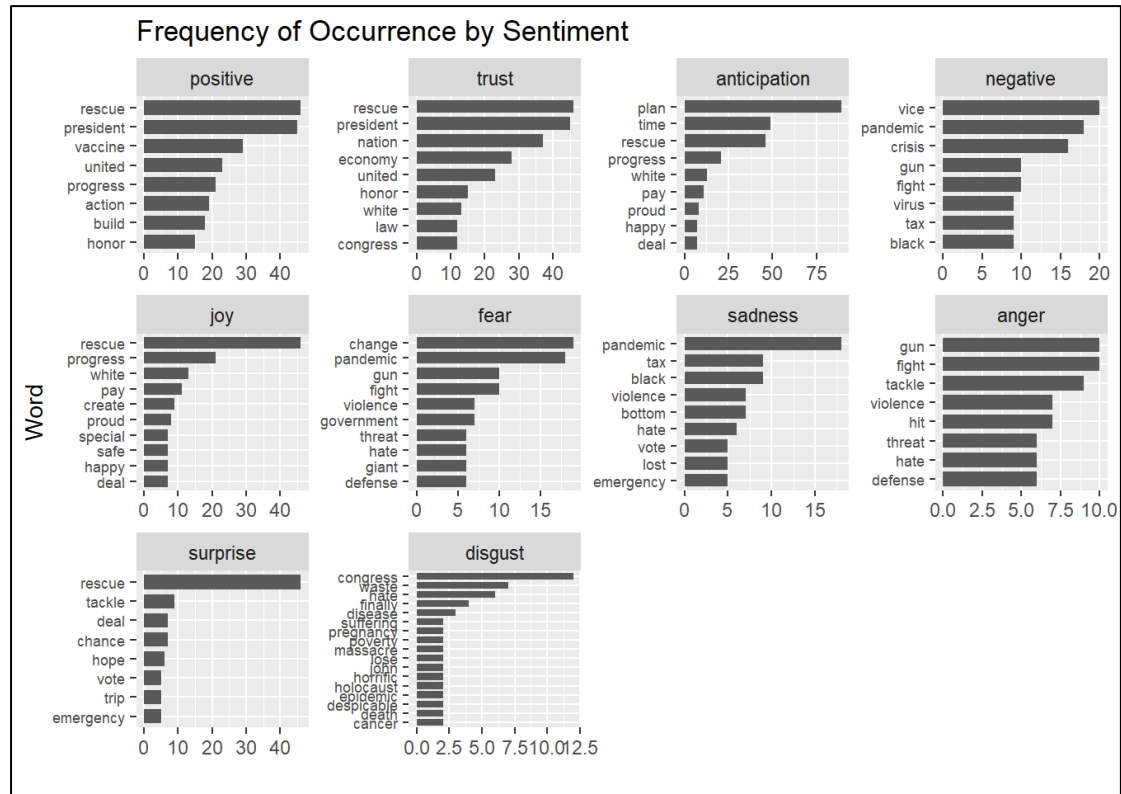 Frequency of Occurrence by Sentiment
positive
rescue
president
vaccine
united
progress
action
build
honor
0 10 20 30 40
trust
rescue
president
nation
economy
united
honor
white
law
congress
0 10 20 30 40
anticipation
plan
time
rescue
progress
white
pay
proud
happy
deal
0 25 50 75
negative
vice
pandemic
crisis
gun
fight
virus
tax
black
0 5 10 15 20
Word
joy
rescue
progress
white
pay
create
proud
special
safe
happy
deal
0 10 20 30 40
fear
change
pandemic
gun
fight
violence
government
threat
hate
giant
defense
0 5 10 15
sadness
pandemic
tax
black
violence
bottom
hate
vote
lost
emergency
0 5 10 15
anger
gun
fight
tackle
violence
hit
threat
hate
defense
0.0 2.5 5.0 7.5 10.0
surprise
rescue
tackle
deal
chance
hope
vote
trip
emergency
0 10 20 30 40
disgust
congress
waste
hate
finally
disease
suffering
pregnancy
poverty
massacre
lose
john
horrific
holocaust
epidemic
despicable
death
cancer
0.0 2.5 5.0 7.5 10.0 12.5